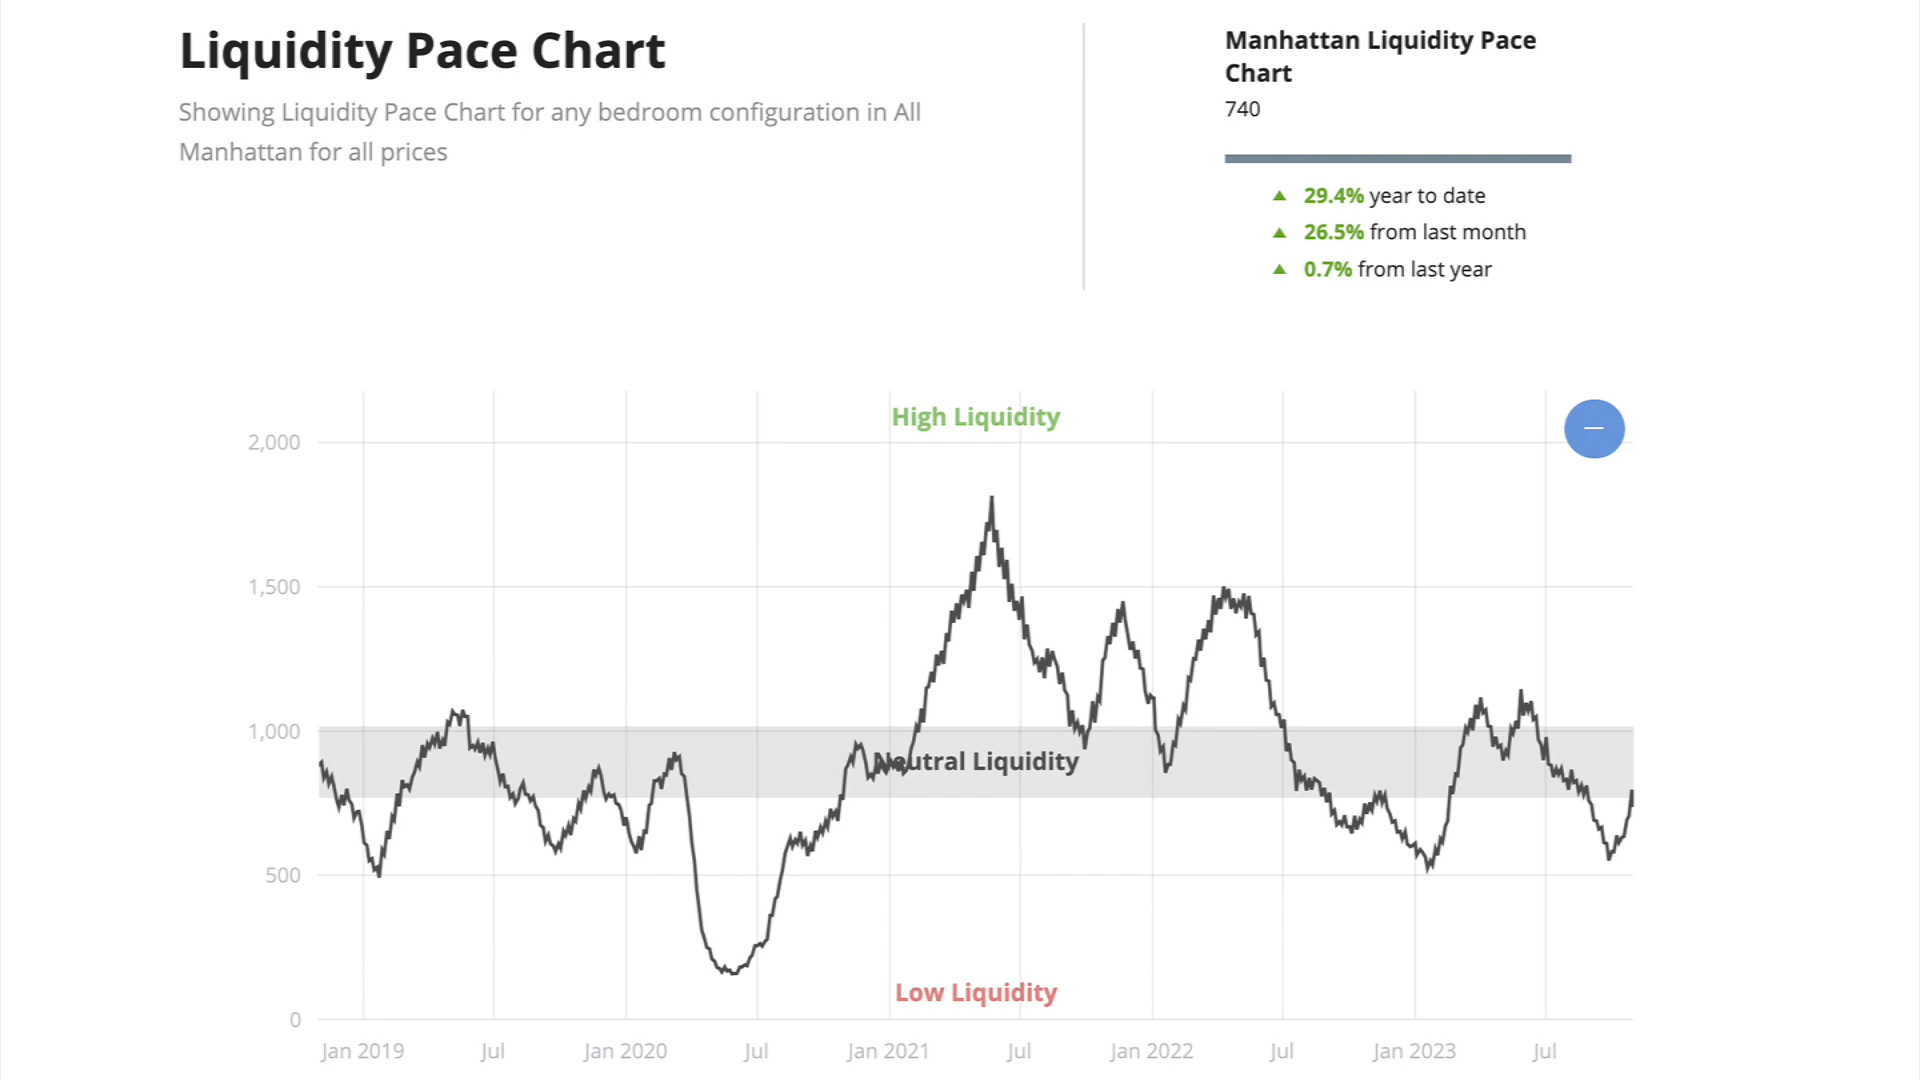 Liquidity Pace Chart
Showing Liquidity Pace Chart for any bedroom configuration in All
Manhattan for all prices
Manhattan Liquidity Pace
Chart
740
29.4% year to date
26.5% from last month
0.7% from last year
High Liquidity
2,000
1,500
1,000
Neutral Liquidity
500
Low Liquidity
0
Jan 2019
Jul
Jan 2020
Jul
Jan 2021
Jul
Jan 2022
Jul
Jan 2023
Jul